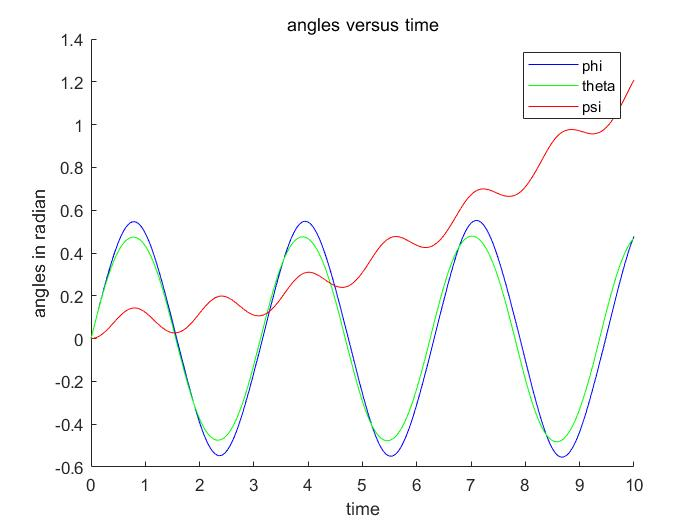 angles versus time
1.4
1.2
1
0.8
0.6
0.4
0.2
0
-0.2
-0.4
-0.6
angles in radian
phi
theta
psi
0 1 2 3 4 5 6 7 8 9 10
time